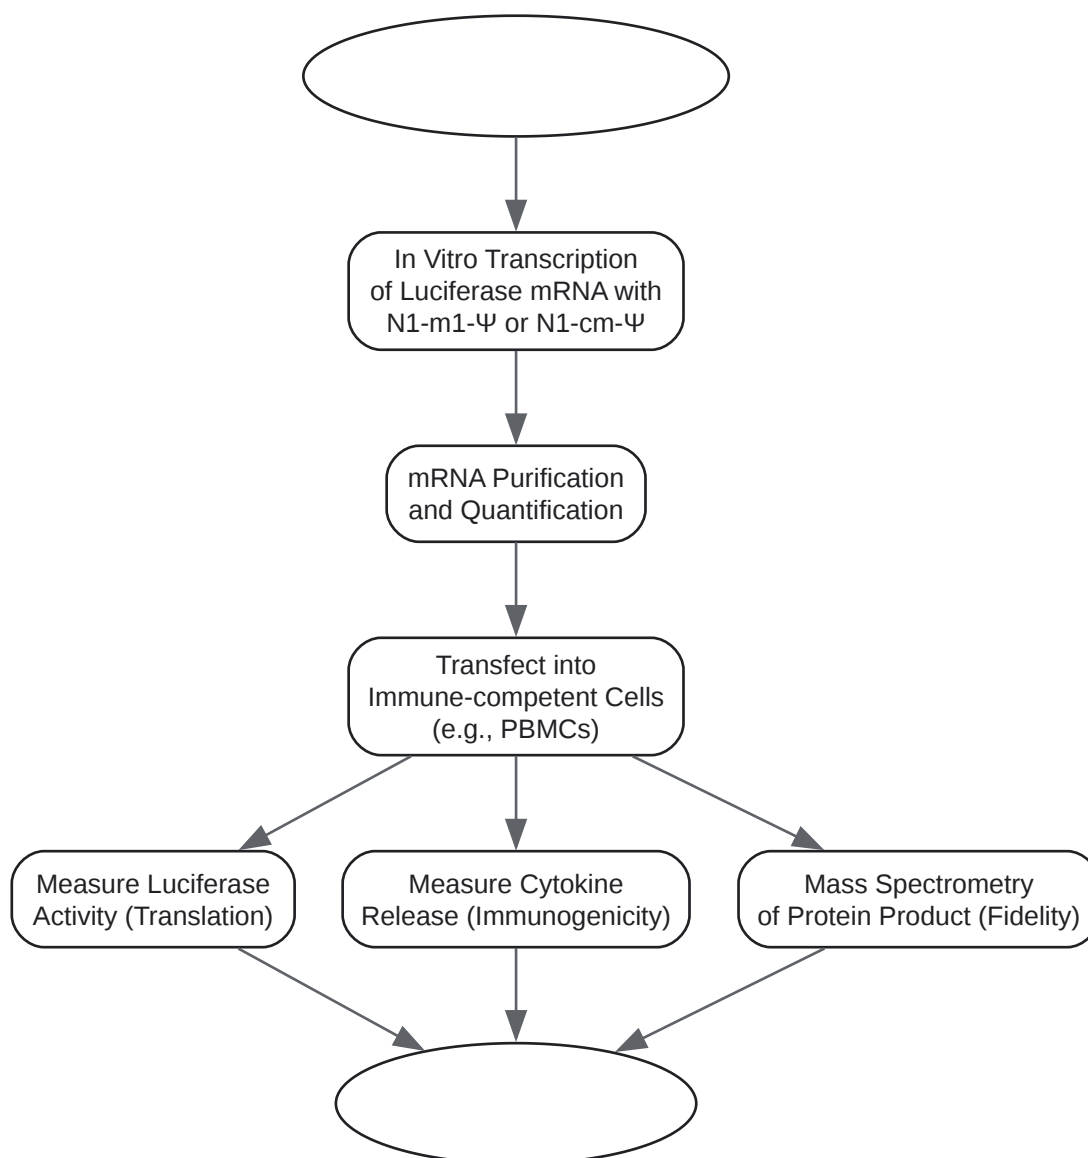 In Vitro Transcription
of Luciferase mRNA with
N1-m1-Ψ or N1-cm-Ψ
mRNA Purification
and Quantification
Transfect into
Immune-competent Cells
(e.g., PBMCs)
Measure Luciferase
Activity (Translation)
Measure Cytokine
Release (Immunogenicity)
Mass Spectrometry
of Protein Product (Fidelity)